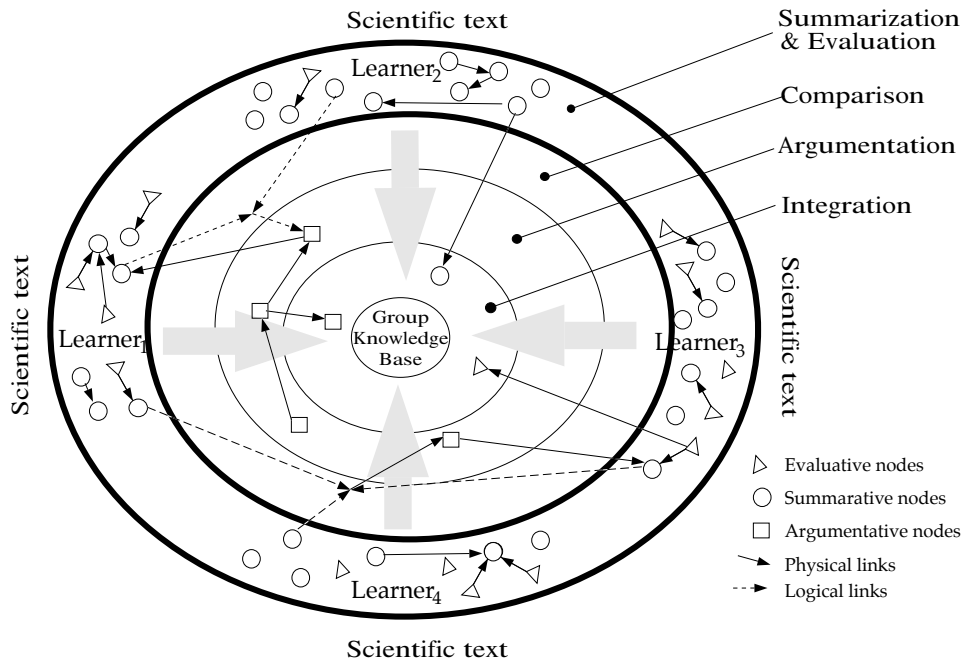 Scientific text
Summarization
& Evaluation
Learner2
Comparison
Argumentation
Integration
Scientific text
Scientific text
Group
Knowledge
Base
Learner1
Learner3
Evaluative nodes
Summarative nodes
Argumentative nodes
Physical links
Logical links
Learner4
Scientific text